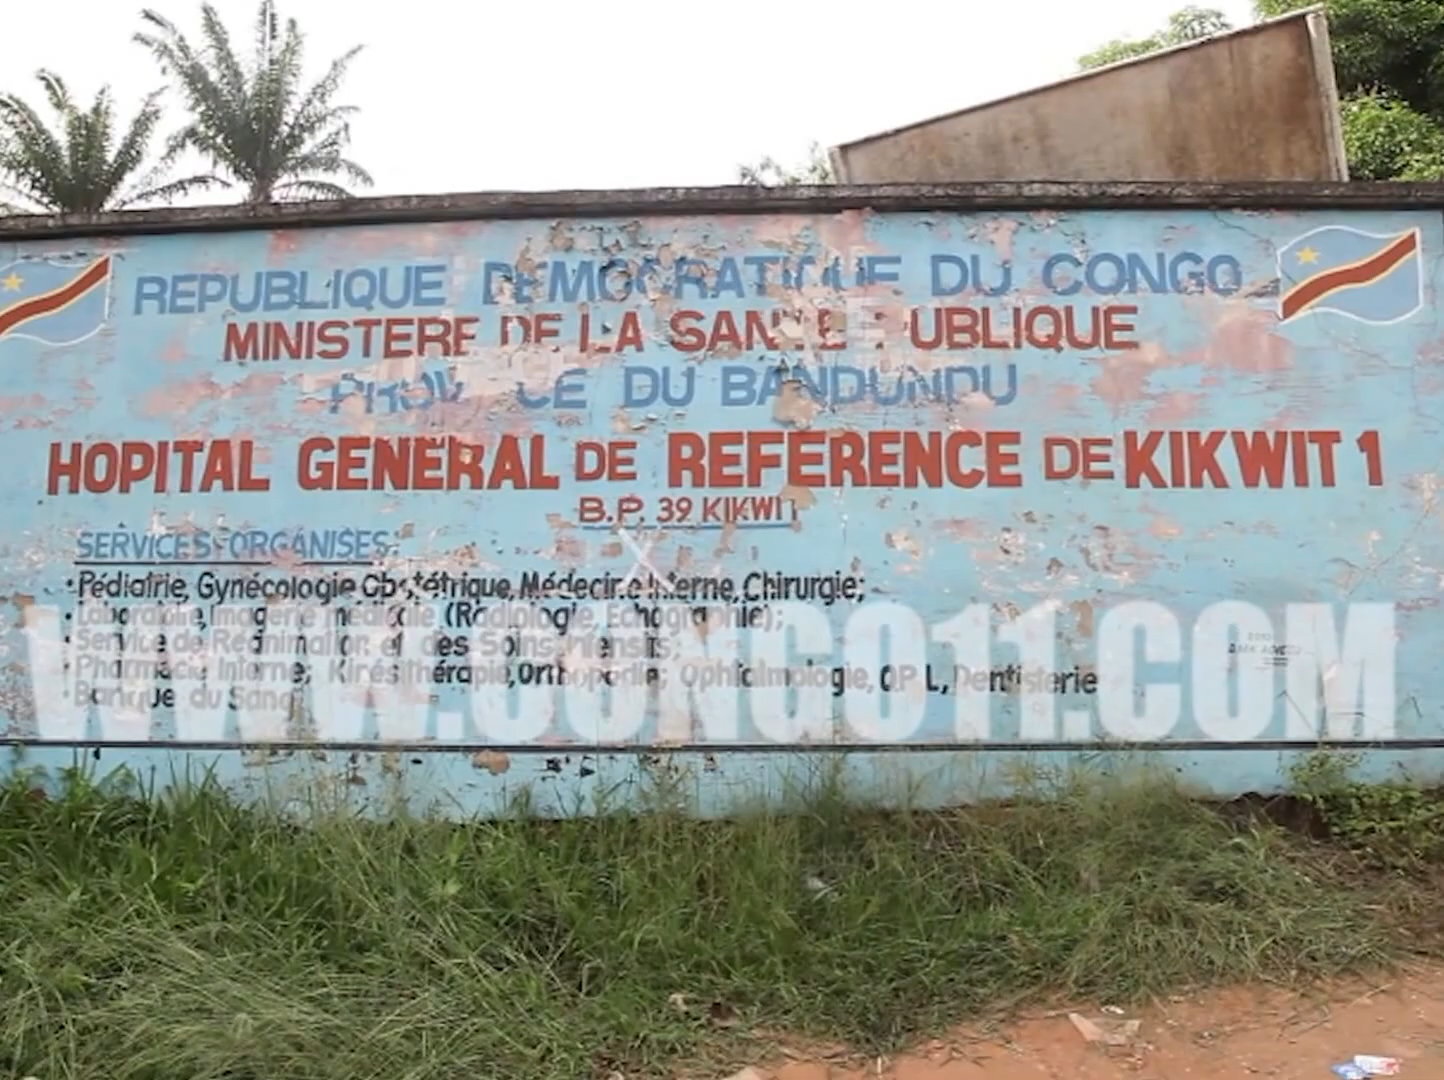 REPUBLIQUE DEMOCRATIQUE DU CONGO
MINISTERE DE LA SANTE PUBLIQUE
PROVINCE DU BANDUNDU
HOPITAL GENERAL DE REFERENCE DE KIKWIT 1
B.P. 39 KIKWIT
SERVICES ORGANISES:
• Pédiatrie, Gynécologie Obstétrique, Médecine Interne, Chirurgie;
• Laboratoire, Imagerie médicale (Radiologie, Echographie);
• Service de Réanimation et des Soins Intensifs;
• Pharmacie Interne; Kinésithérapie, Orthopédie; Ophtalmologie, O.P L, Dentisterie
• Banque du Sang
WWW.CONGO11.COM